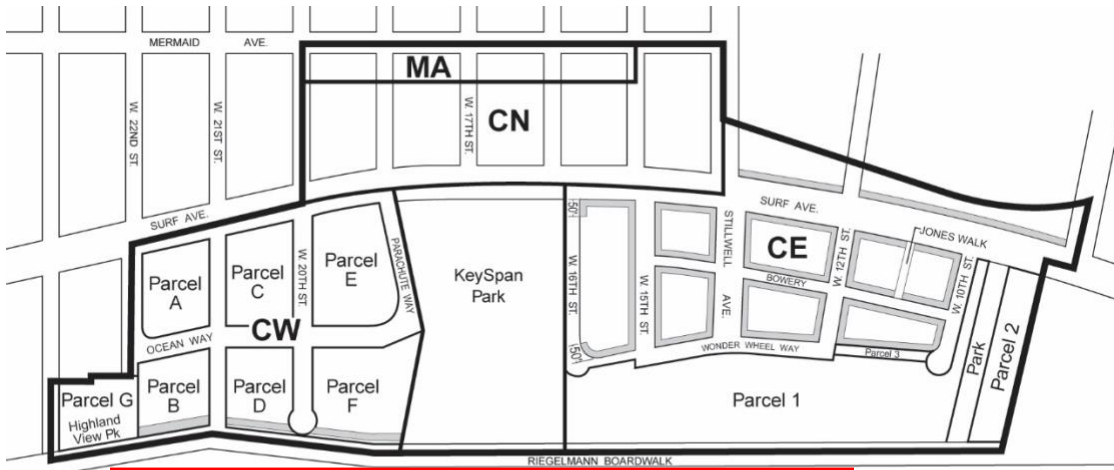 MERMAID AVE.
MA
CN
W. 17TH ST.
W. 22ND ST.
W. 21ST ST.
SURF AVE.
SURF AVE.
50'
STILLWELL AVE.
CE
JONES WALK
W. 12TH ST.
W. 10TH ST.
BOWERY
W. 16TH ST.
W. 15TH ST.
WONDER WHEEL WAY
50'
Parcel 3
Park
Parcel 2
Parcel 1
KeySpan
Park
PARACHUTE WAY
Parcel
E
W. 20TH ST.
Parcel
C
Parcel
A
CW
OCEAN WAY
Parcel G
Highland
View Pk
Parcel
B
Parcel
D
Parcel
F
RIEGELMANN BOARDWALK